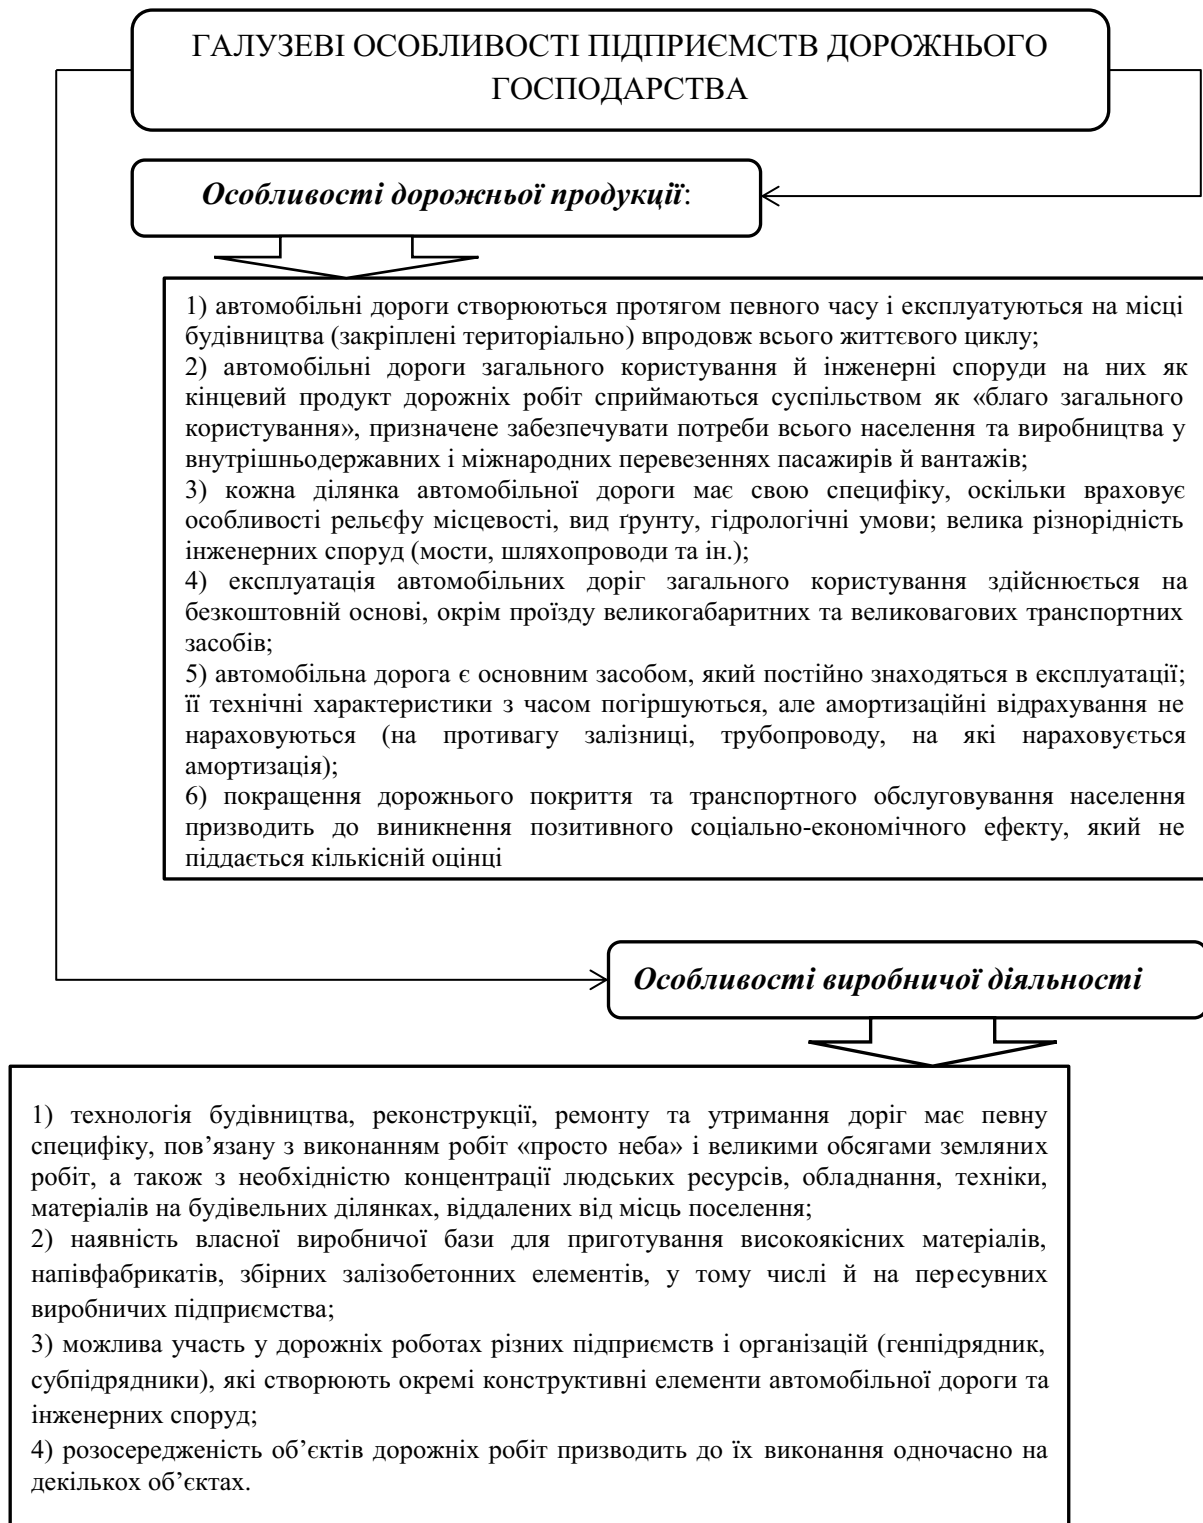 ГАЛУЗЕВІ ОСОБЛИВОСТІ ПІДПРИЄМСТВ ДОРОЖНЬОГО
ГОСПОДАРСТВА
Особливості дорожньої продукції:
1) автомобільні дороги створюються протягом певного часу і експлуатуються на місці
будівництва (закріплені територіально) впродовж всього життєвого циклу;
2) автомобільні дороги загального користування й інженерні споруди на них як
кінцевий продукт дорожніх робіт сприймаються суспільством як «благо загального
користування», призначене забезпечувати потреби всього населення та виробництва у
внутрішньодержавних і міжнародних перевезеннях пасажирів й вантажів;
3) кожна ділянка автомобільної дороги має свою специфіку, оскільки враховує
особливості рельєфу місцевості, вид ґрунту, гідрологічні умови; велика різнорідність
інженерних споруд (мости, шляхопроводи та ін.);
4) експлуатація автомобільних доріг загального користування здійснюється на
безкоштовній основі, окрім проїзду великогабаритних та великовагових транспортних
засобів;
5) автомобільна дорога є основним засобом, який постійно знаходяться в експлуатації;
її технічні характеристики з часом погіршуються, але амортизаційні відрахування не
нараховуються (на противагу залізниці, трубопроводу, на які нараховується
амортизація);
6) покращення дорожнього покриття та транспортного обслуговування населення
призводить до виникнення позитивного соціально-економічного ефекту, який не
піддається кількісній оцінці
Особливості виробничої діяльності
1) технологія будівництва, реконструкції, ремонту та утримання доріг має певну
специфіку, пов’язану з виконанням робіт «просто неба» і великими обсягами земляних
робіт, а також з необхідністю концентрації людських ресурсів, обладнання, техніки,
матеріалів на будівельних ділянках, віддалених від місць поселення;
2) наявність власної виробничої бази для приготування високоякісних матеріалів,
напівфабрикатів, збірних залізобетонних елементів, у тому числі й на пересувних
виробничих підприємства;
3) можлива участь у дорожніх роботах різних підприємств і організацій (генпідрядник,
субпідрядники), які створюють окремі конструктивні елементи автомобільної дороги та
інженерних споруд;
4) розосередженість об’єктів дорожніх робіт призводить до їх виконання одночасно на
декількох об’єктах.